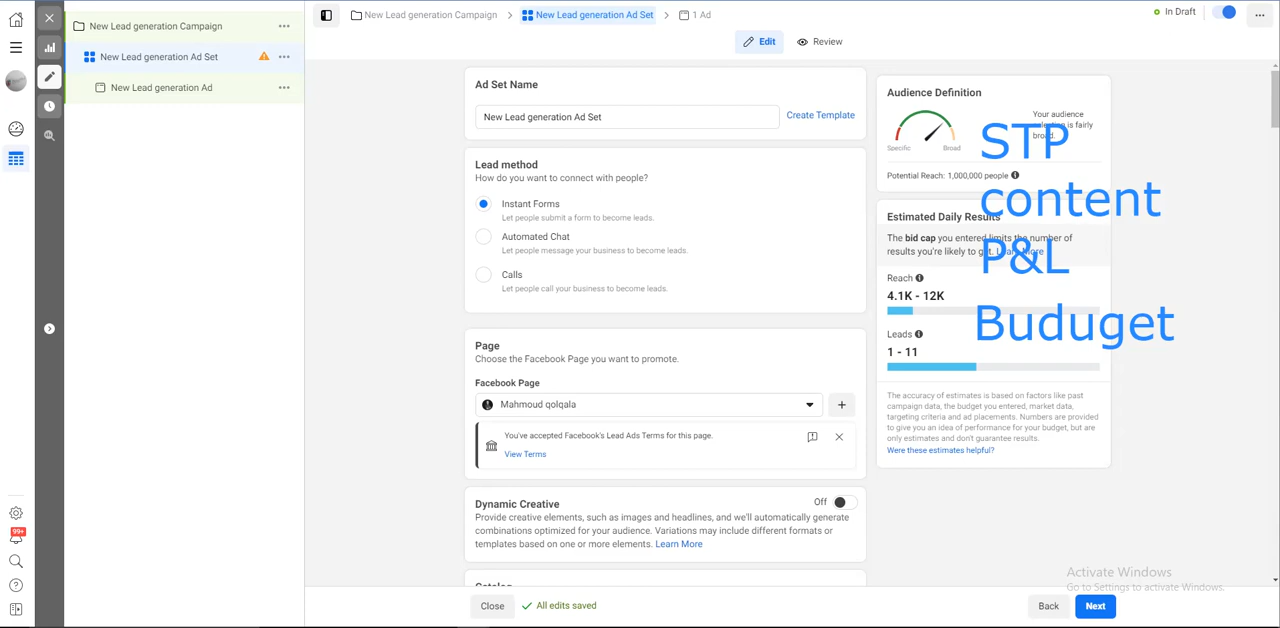 New Lead generation Campaign
New Lead generation Ad Set
New Lead generation Ad
New Lead generation Campaign > New Lead generation Ad Set > 1 Ad
In Draft
Edit
Review
Ad Set Name
New Lead generation Ad Set
Create Template
Lead method
How do you want to connect with people?
Instant Forms
Let people submit a form to become leads.
Automated Chat
Let people message your business to become leads.
Calls
Let people call your business to become leads.
Page
Choose the Facebook Page you want to promote.
Facebook Page
Mahmoud qolqala
You've accepted Facebook's Lead Ads Terms for this page.
View Terms
Dynamic Creative
Off
Provide creative elements, such as images and headlines, and we'll automatically generate
combinations optimized for your audience. Variations may include different formats or
templates based on one or more elements. Learn More
Catalog
Close
All edits saved
Back
Next
Audience Definition
Specific
Broad
Your audience
selection is fairly
broad.
Potential Reach: 1,000,000 people
Estimated Daily Results
The bid cap you entered limits the number of
results you're likely to get. Learn More
Reach
4.1K - 12K
Leads
1 - 11
The accuracy of estimates is based on factors like past
campaign data, the budget you entered, market data,
targeting criteria and ad placements. Numbers are provided
to give you an idea of performance for your budget, but are
only estimates and don't guarantee results.
Were these estimates helpful?
STP
content
P&L
Buduget
99+
Activate Windows
Go to Settings to activate Windows.